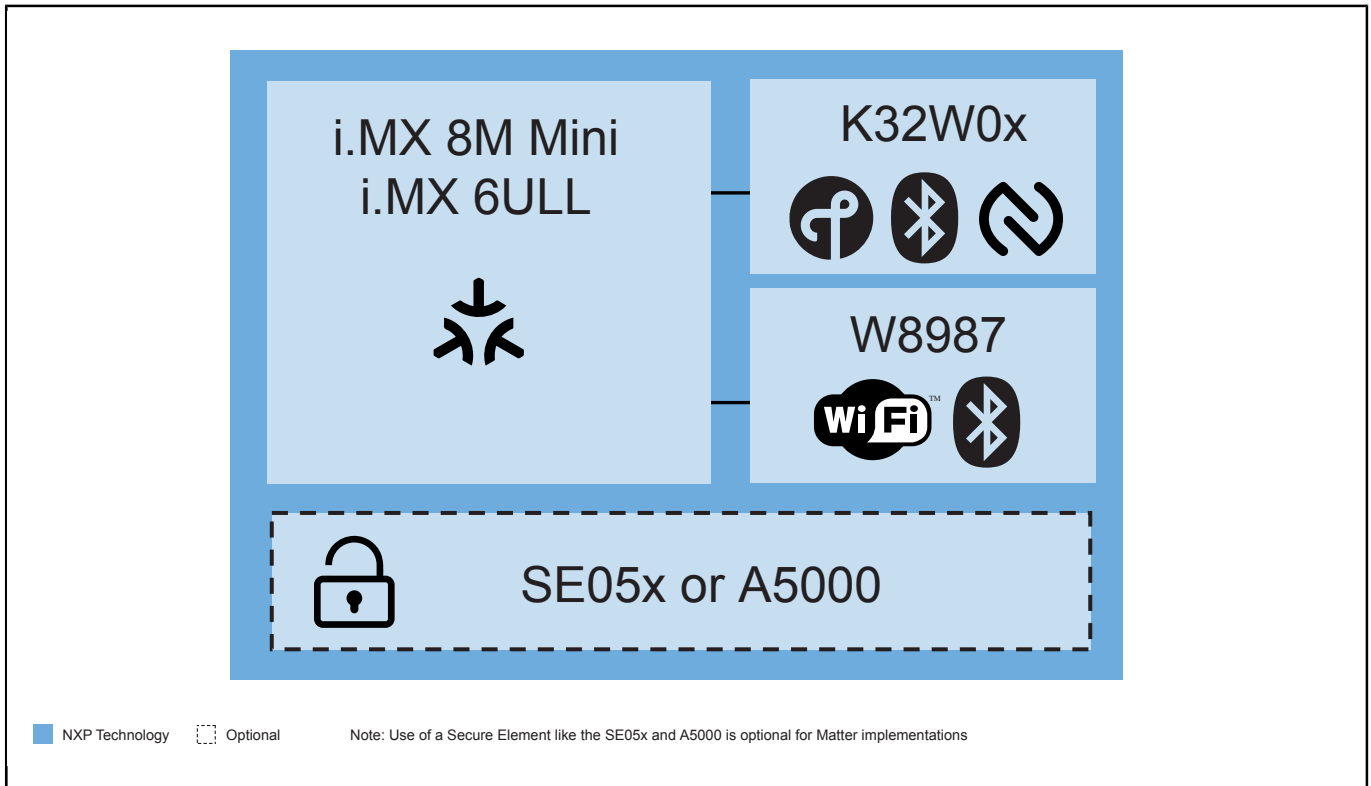 i.MX 8M Mini
i.MX 6ULL
K32W0x
W8987
WiFi™
SE05x or A5000
NXP Technology
Optional
Note: Use of a Secure Element like the SE05x and A5000 is optional for Matter implementations